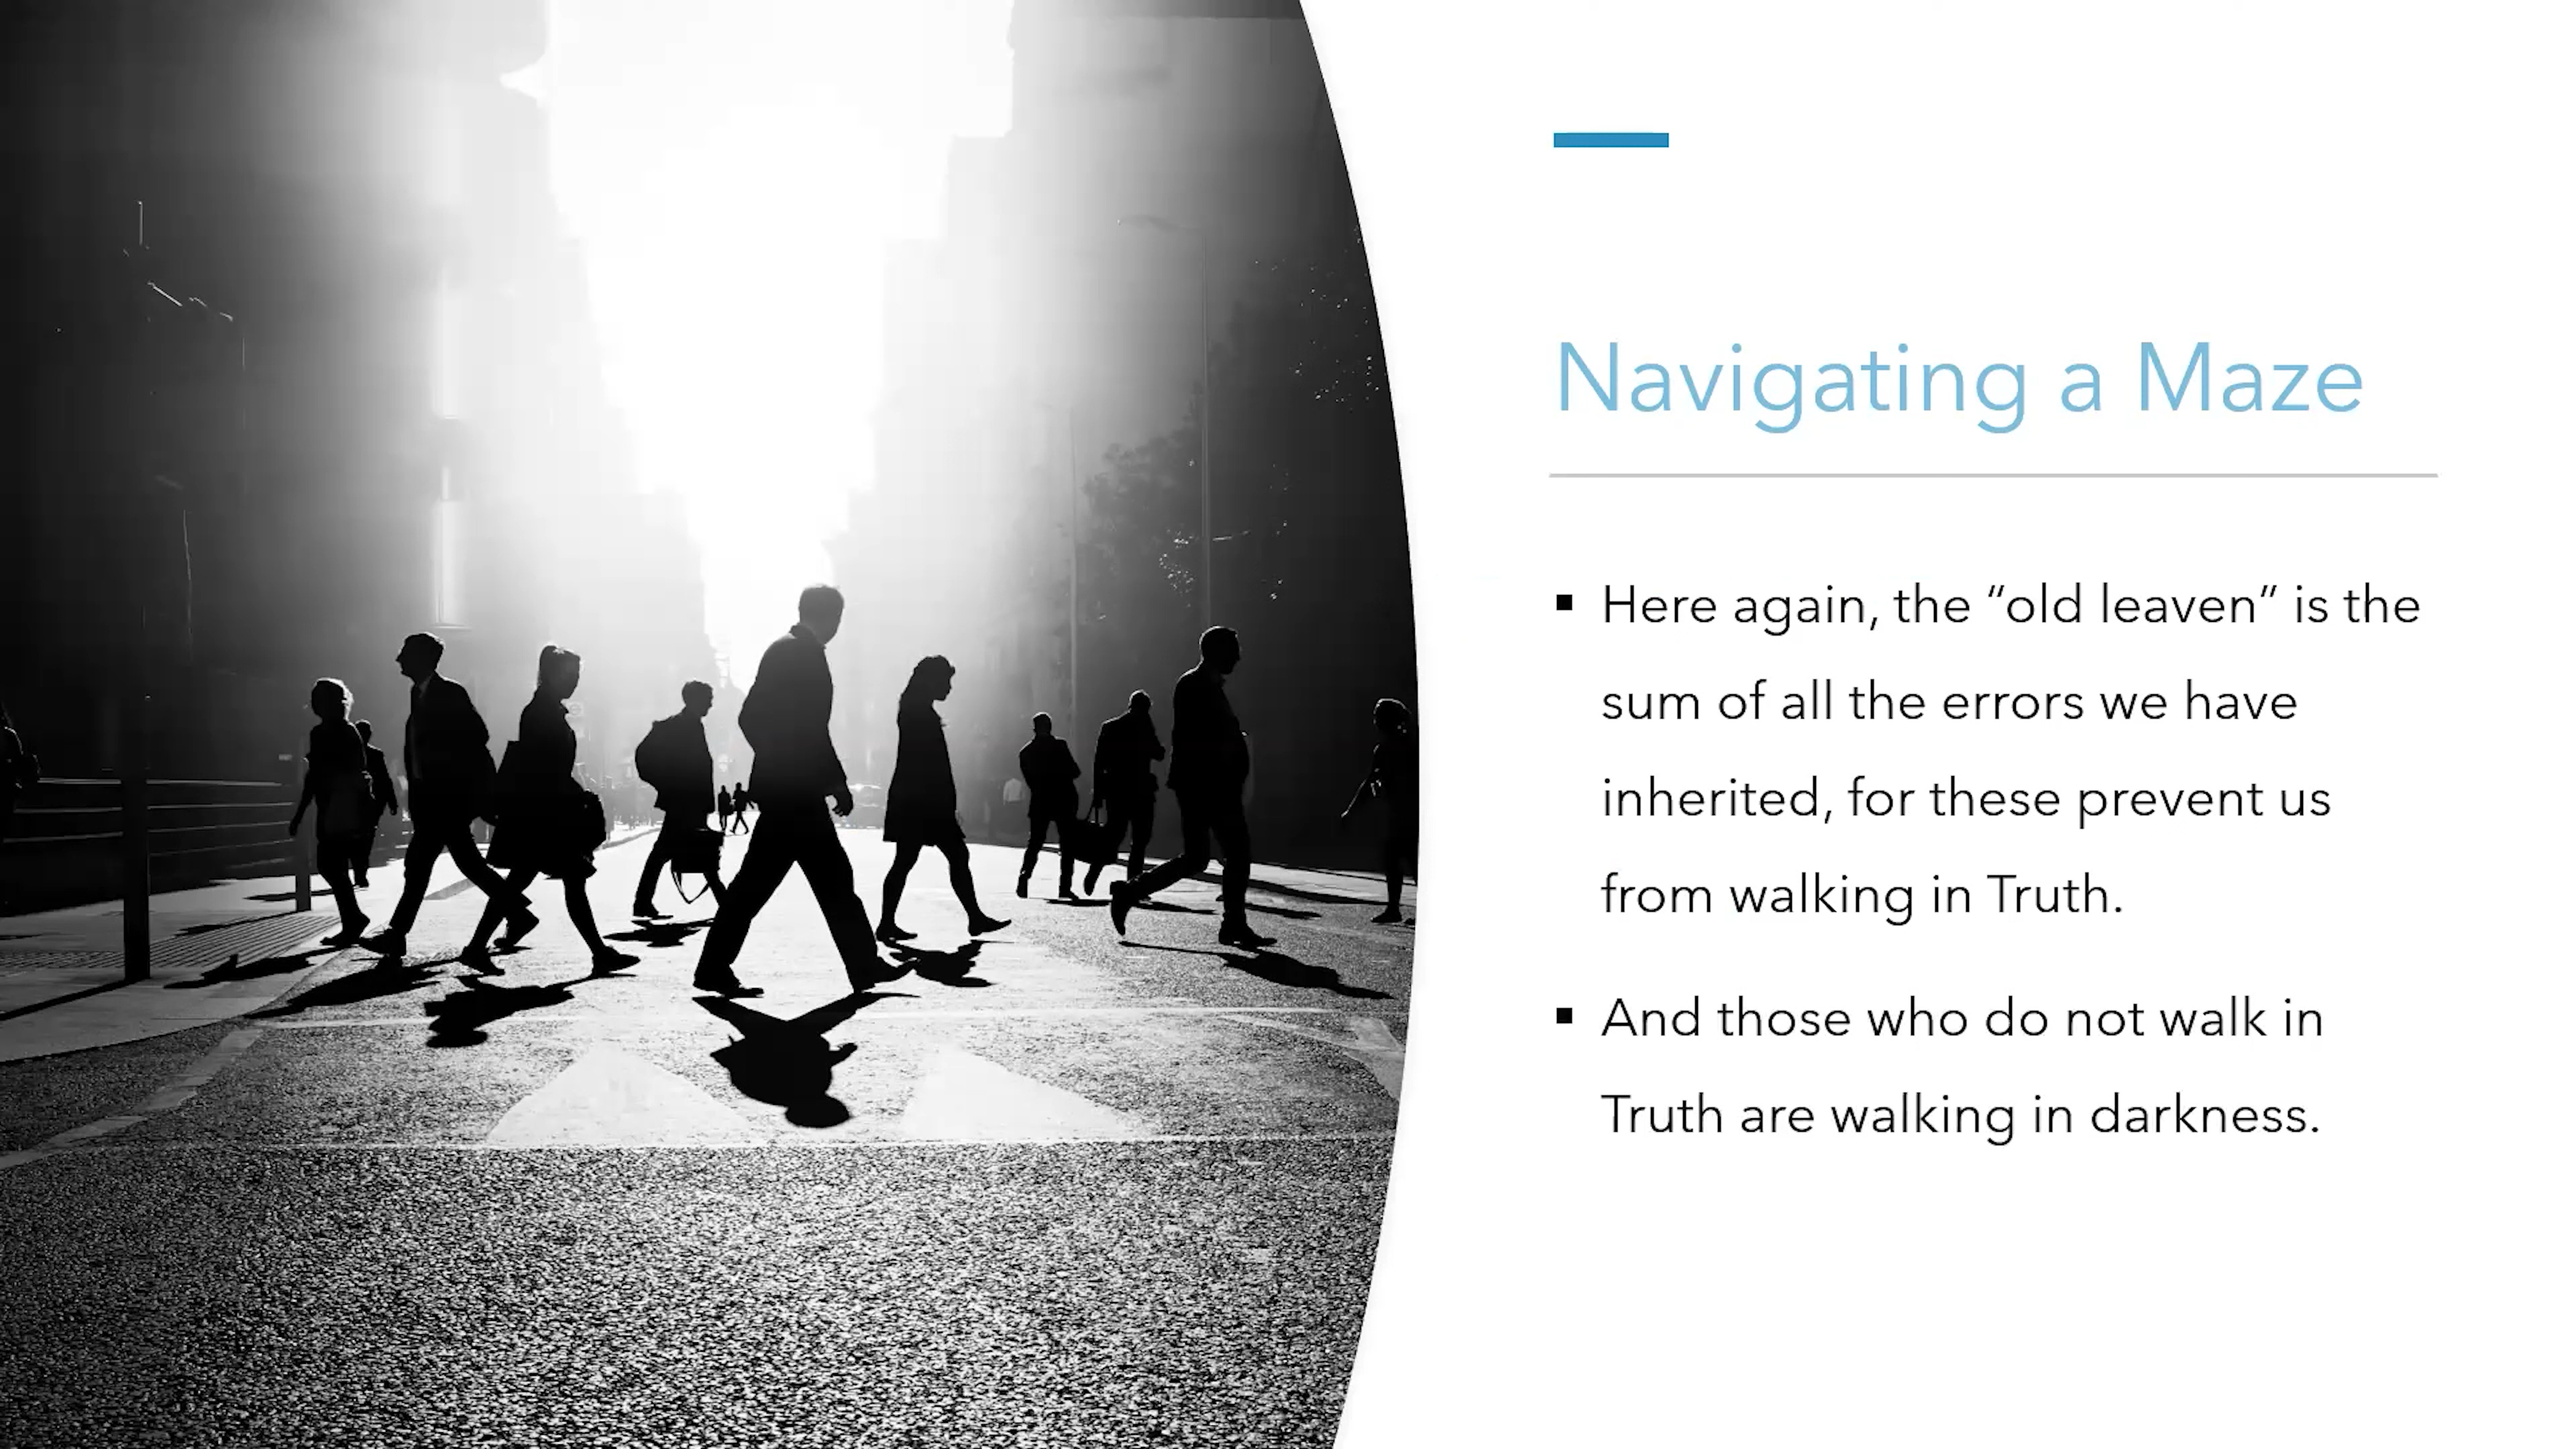 Navigating a Maze
▪ Here again, the “old leaven” is the
sum of all the errors we have
inherited, for these prevent us
from walking in Truth.
▪ And those who do not walk in
Truth are walking in darkness.